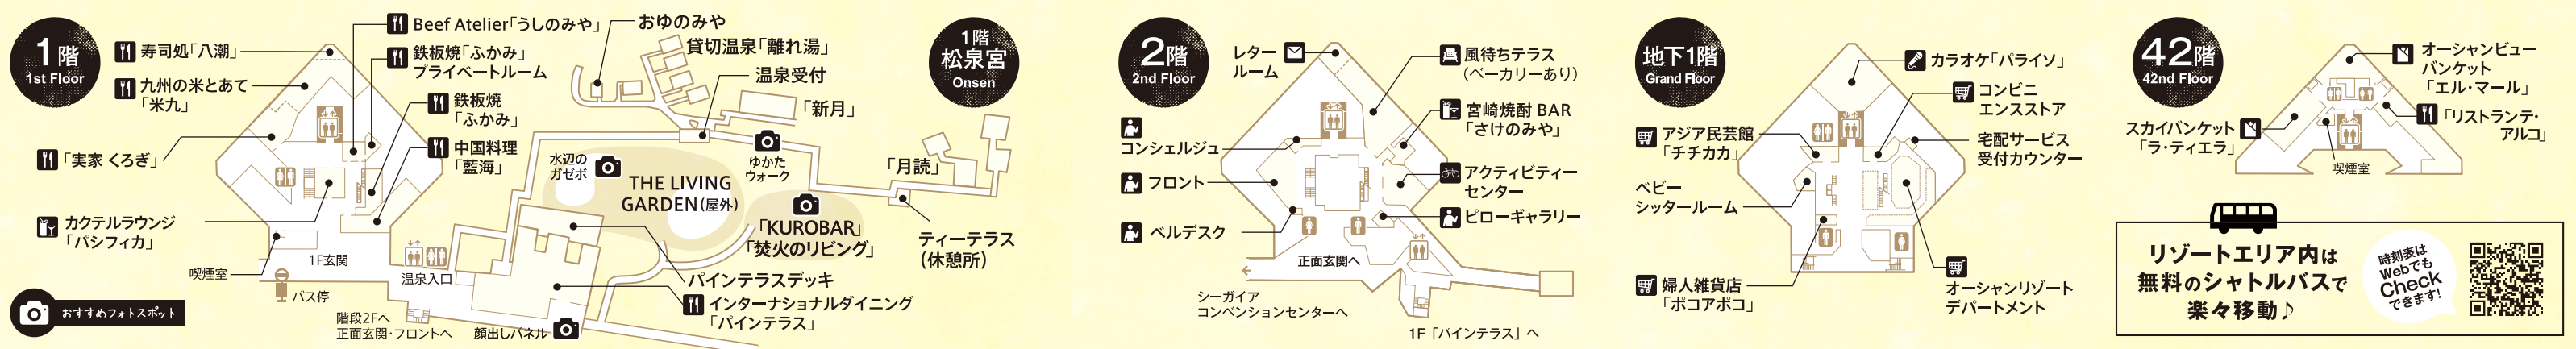 1階
1st Floor
寿司処「八潮」
九州の米とあて
「米九」
「実家 くろぎ」
カクテルラウンジ
「パシフィカ」
喫煙室
バス停
1F玄関
おすすめフォトスポット
Beef Atelier「うしのみや」
鉄板焼「ふかみ」
プライベートルーム
鉄板焼
「ふかみ」
中国料理
「藍海」
温泉入口
階段2Fへ
正面玄関・フロントへ
顔出しパネル
おゆのみや
貸切温泉「離れ湯」
温泉受付
「新月」
水辺の
ガゼボ
THE LIVING
GARDEN(屋外)
ゆかた
ウォーク
「月読」
「KUROBAR」
「焚火のリビング」
ティーテラス
(休憩所)
パインテラスデッキ
インターナショナルダイニング
「パインテラス」
1階
松泉宮
Onsen
2階
2nd Floor
レター
ルーム
コンシェルジュ
フロント
ベルデスク
風待ちテラス
(ベーカリーあり)
宮崎焼酎 BAR
「さけのみや」
アクティビティー
センター
ピローギャラリー
正面玄関へ
シーガイア
コンベンションセンターへ
1F「パインテラス」へ
地下1階
Grand Floor
アジア民芸館
「チチカカ」
ベビー
シッタールーム
婦人雑貨店
「ポコアポコ」
カラオケ「パライソ」
コンビニ
エンスストア
宅配サービス
受付カウンター
オーシャンリゾート
デパートメント
42階
42nd Floor
スカイバンケット
「ラ・ティエラ」
オーシャンビュー
バンケット
「エル・マール」
「リストランテ・
アルコ」
喫煙室
リゾートエリア内は
無料のシャトルバスで
楽々移動♪
時刻表は
Webでも
Check
できます!